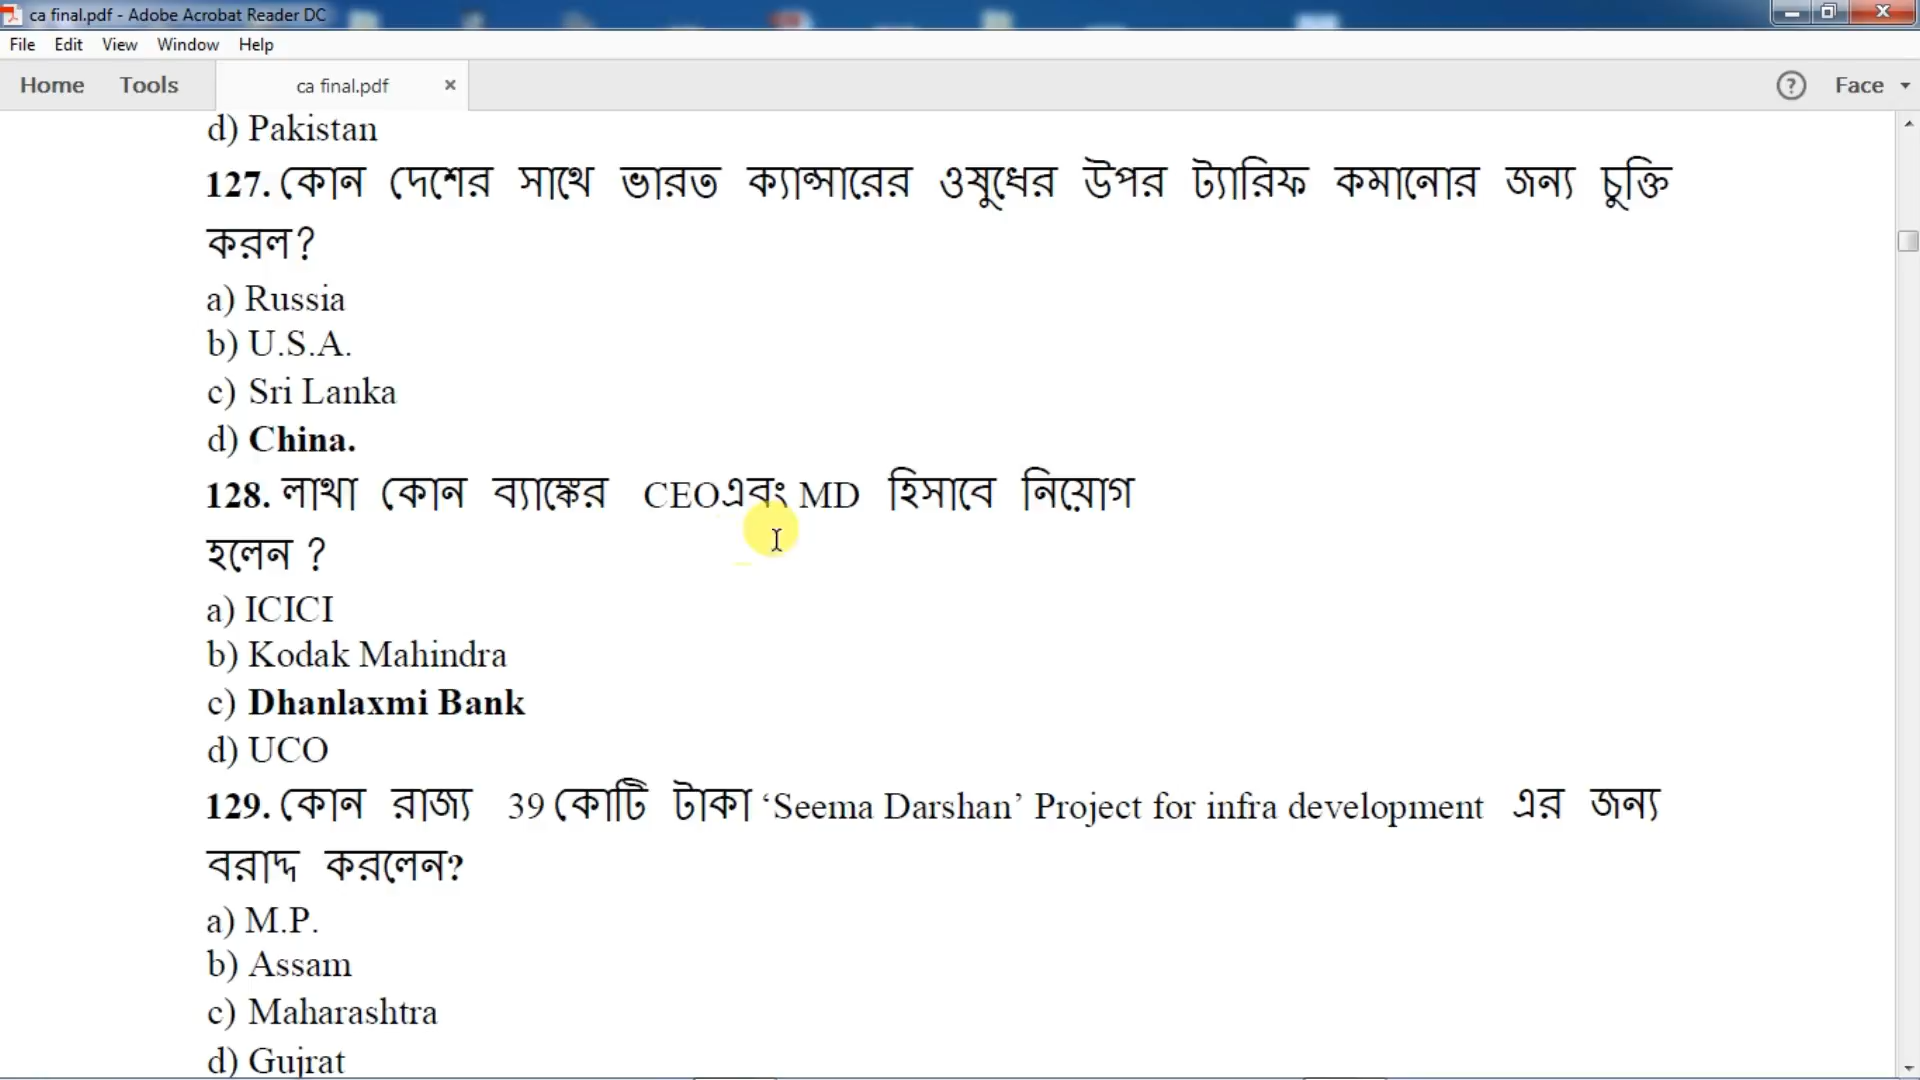 ca final.pdf - Adobe Acrobat Reader DC
File Edit View Window Help
Home Tools ca final.pdf × ? Face
d) Pakistan
127. কোন দেশের সাথে ভারত ক্যান্সারের ওষুধের উপর ট্যারিফ কমানোর জন্য চুক্তি
করল?
a) Russia
b) U.S.A.
c) Sri Lanka
d) China.
128. লাথা কোন ব্যাঙ্কের CEOএবং MD হিসাবে নিয়োগ
হলেন ?
a) ICICI
b) Kodak Mahindra
c) Dhanlaxmi Bank
d) UCO
129. কোন রাজ্য 39 কোটি টাকা ‘Seema Darshan’ Project for infra development এর জন্য
বরাদ্দ করলেন?
a) M.P.
b) Assam
c) Maharashtra
d) Gujrat